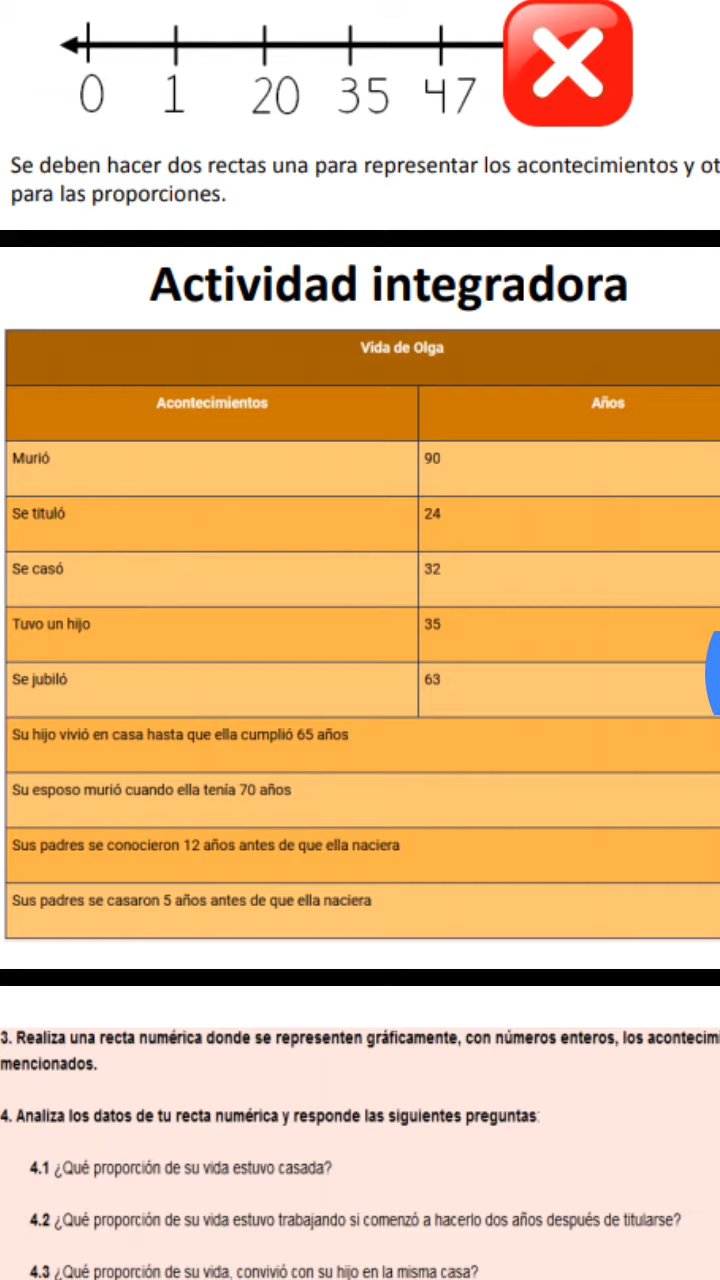 0 1 20 35 47
Se deben hacer dos rectas una para representar los acontecimientos y ot
para las proporciones.
Actividad integradora
Vida de Olga
Acontecimientos Años
Murió 90
Se tituló 24
Se casó 32
Tuvo un hijo 35
Se jubiló 63
Su hijo vivió en casa hasta que ella cumplió 65 años
Su esposo murió cuando ella tenía 70 años
Sus padres se conocieron 12 años antes de que ella naciera
Sus padres se casaron 5 años antes de que ella naciera
3. Realiza una recta numérica donde se representen gráficamente, con números enteros, los acontecimi
mencionados.
4. Analiza los datos de tu recta numérica y responde las siguientes preguntas:
4.1 ¿Qué proporción de su vida estuvo casada?
4.2 ¿Qué proporción de su vida estuvo trabajando si comenzó a hacerlo dos años después de titularse?
4.3 ¿Qué proporción de su vida, convivió con su hijo en la misma casa?